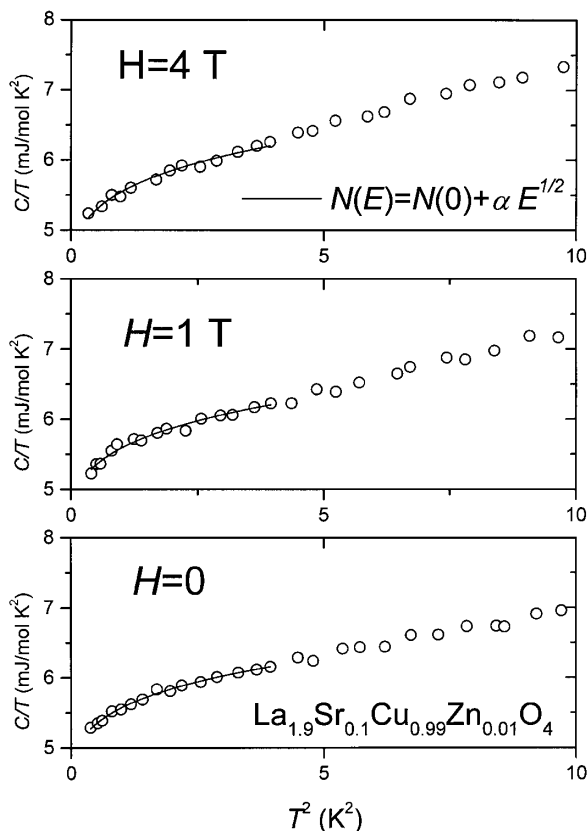 8
H=4 T
7
C/T (mJ/mol K²)
6
N(E)=N(0)+α E^{1/2}
5
0 5 10
8
H=1 T
7
C/T (mJ/mol K²)
6
5
0 5 10
8
H=0
7
C/T (mJ/mol K²)
6
La₁.₉Sr₀.₁Cu₀.₉₉Zn₀.₀₁O₄
5
0 5 10
T² (K²)